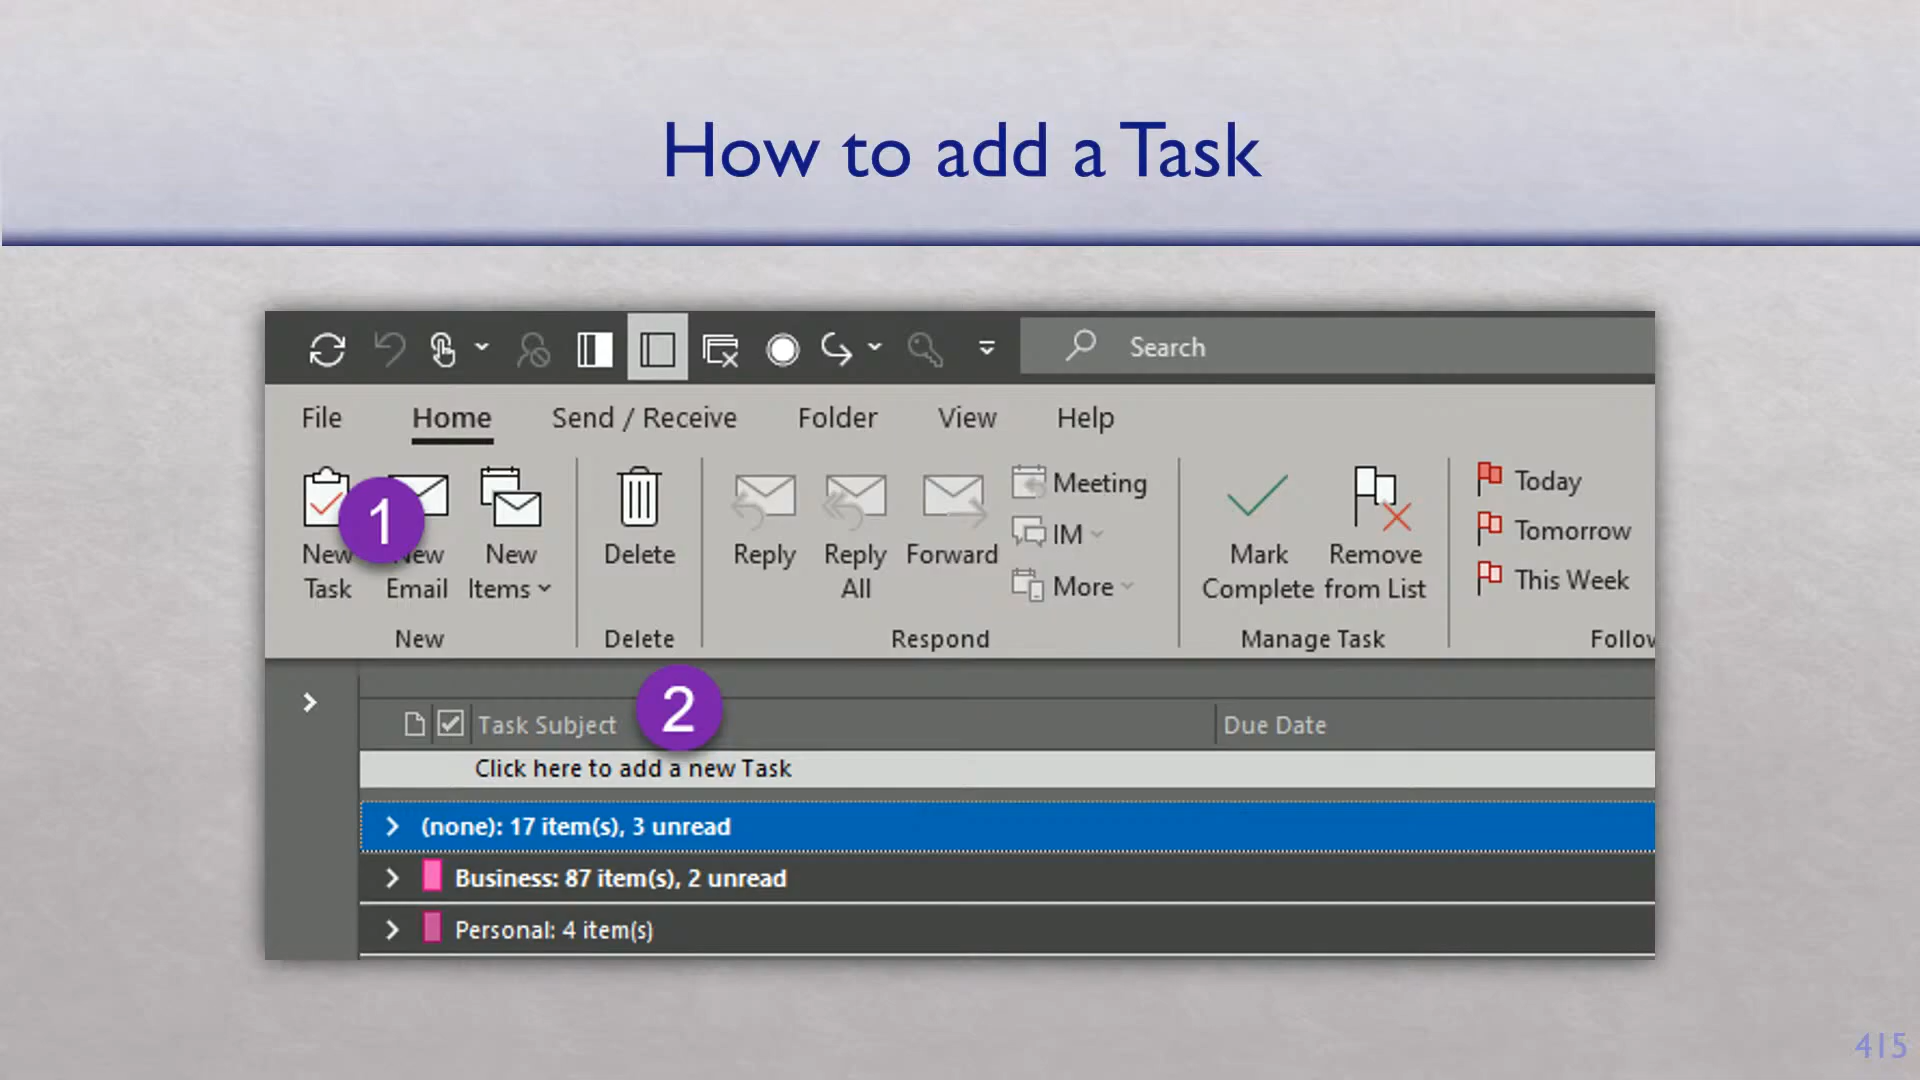 How to add a Task
Search
File Home Send / Receive Folder View Help
New Task
1
New Email
New Items
Delete
Reply
Reply All
Forward
Meeting
IM
More
Mark Complete
Remove from List
Today
Tomorrow
This Week
New Delete Respond Manage Task Follow
2
Task Subject Due Date
Click here to add a new Task
(none): 17 item(s), 3 unread
Business: 87 item(s), 2 unread
Personal: 4 item(s)
415